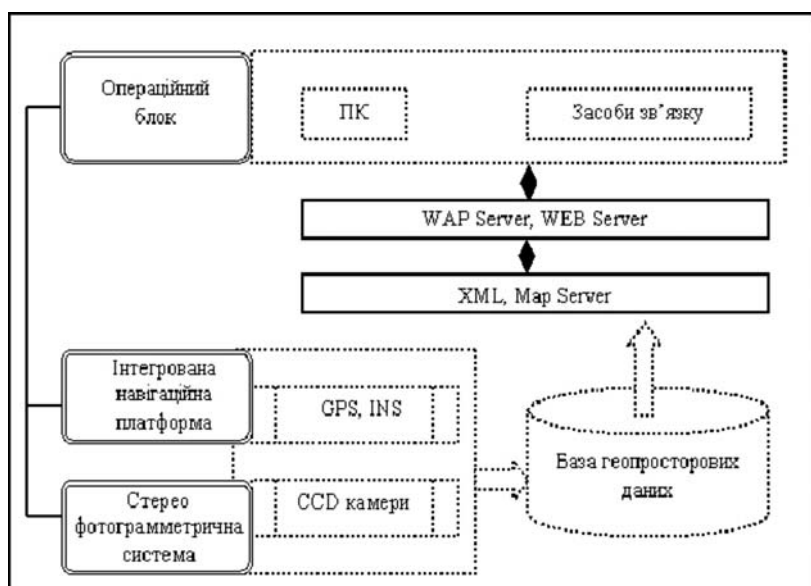 Операційний
блок
ПК
Засоби зв’язку
WAP Server, WEB Server
XML, Map Server
Інтегрована
навігаційна
платформа
GPS, INS
База геопросторових
даних
Стерео
фотограмметрична
система
CCD камери